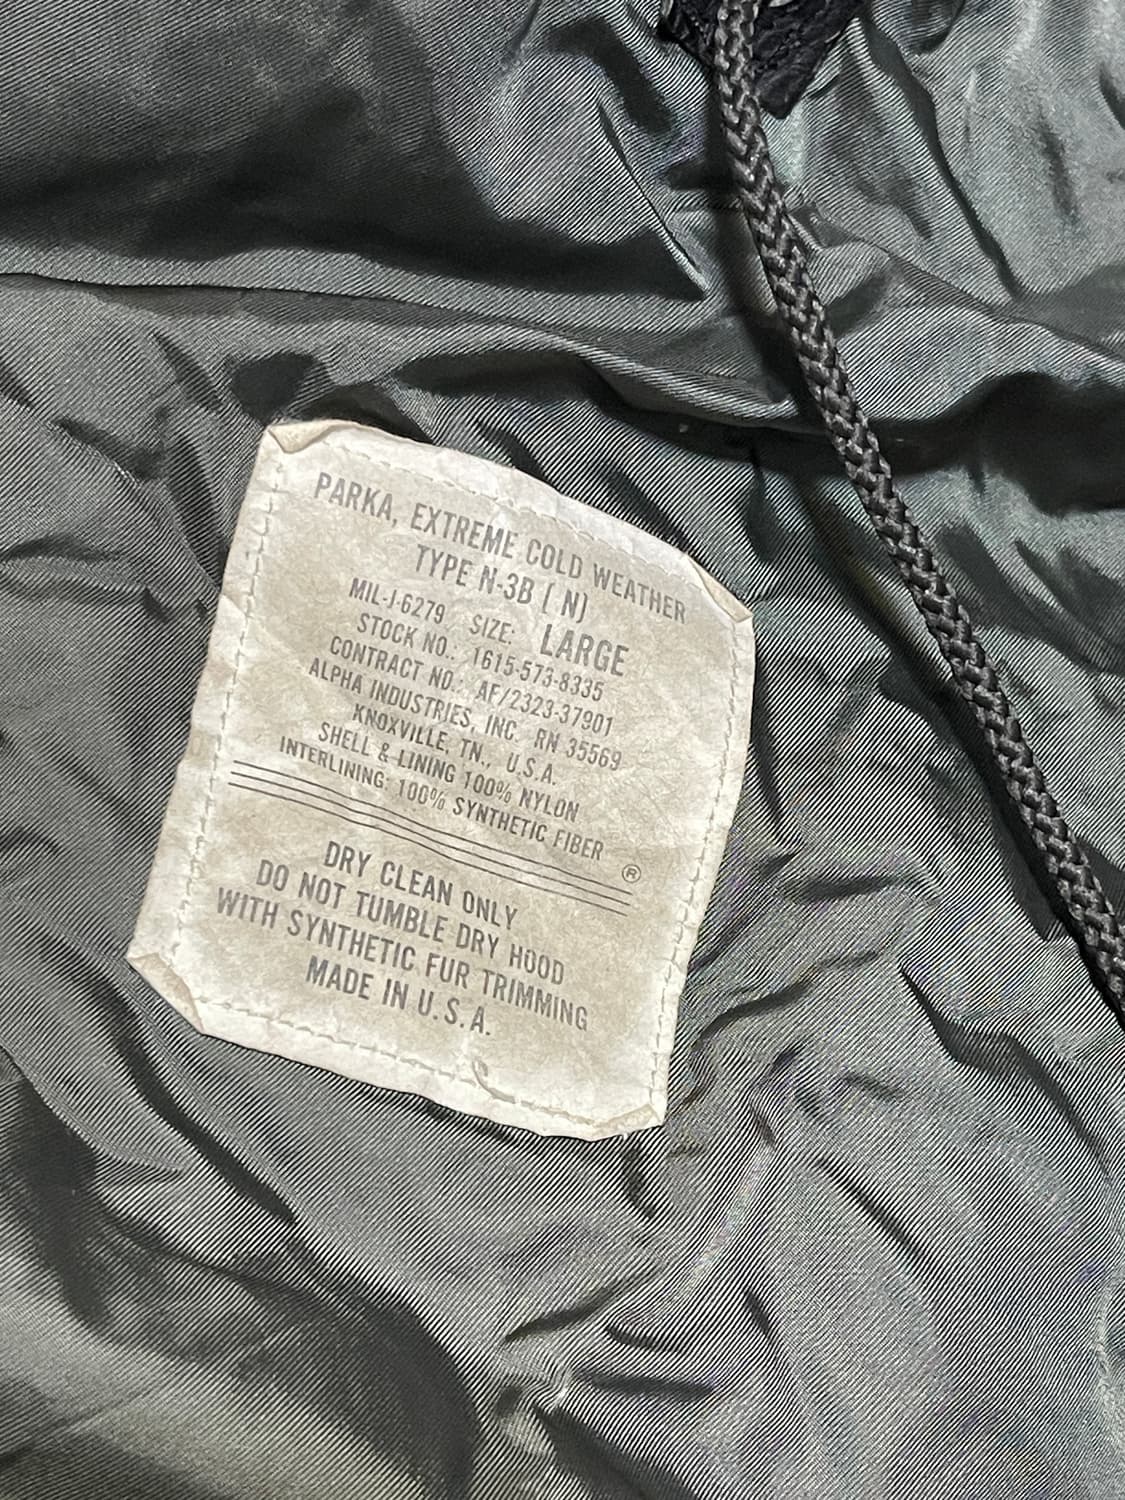 PARKA, EXTREME COLD WEATHER
TYPE N-3B [ N]
MIL-J-6279 SIZE: LARGE
STOCK NO.: 1615-573-8335
CONTRACT NO.: AF/2323-37901
ALPHA INDUSTRIES, INC. RN 35569
KNOXVILLE, TN., U.S.A.
SHELL & LINING 100% NYLON
INTERLINING: 100% SYNTHETIC FIBER
®
DRY CLEAN ONLY
DO NOT TUMBLE DRY HOOD
WITH SYNTHETIC FUR TRIMMING
MADE IN U.S.A.